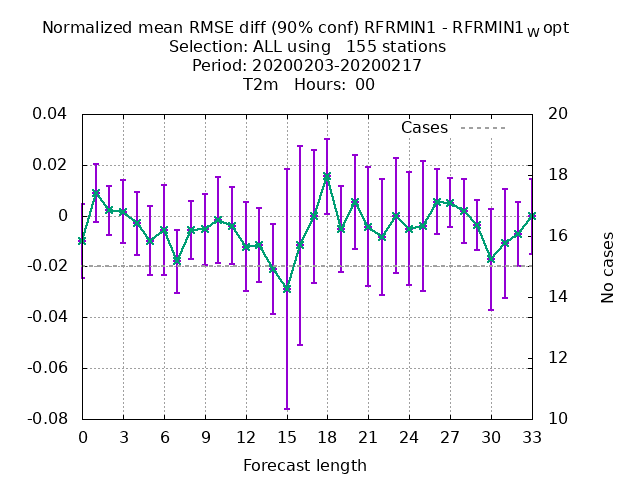 Normalized mean RMSE diff (90% conf) RFRMIN1 - RFRMIN1 w opt
Selection: ALL using 155 stations
Period: 20200203-20200217
T2m Hours: 00
Cases
0.04
0.02
0
-0.02
-0.04
-0.06
-0.08
20
18
16
14
12
10
No cases
0 3 6 9 12 15 18 21 24 27 30 33
Forecast length